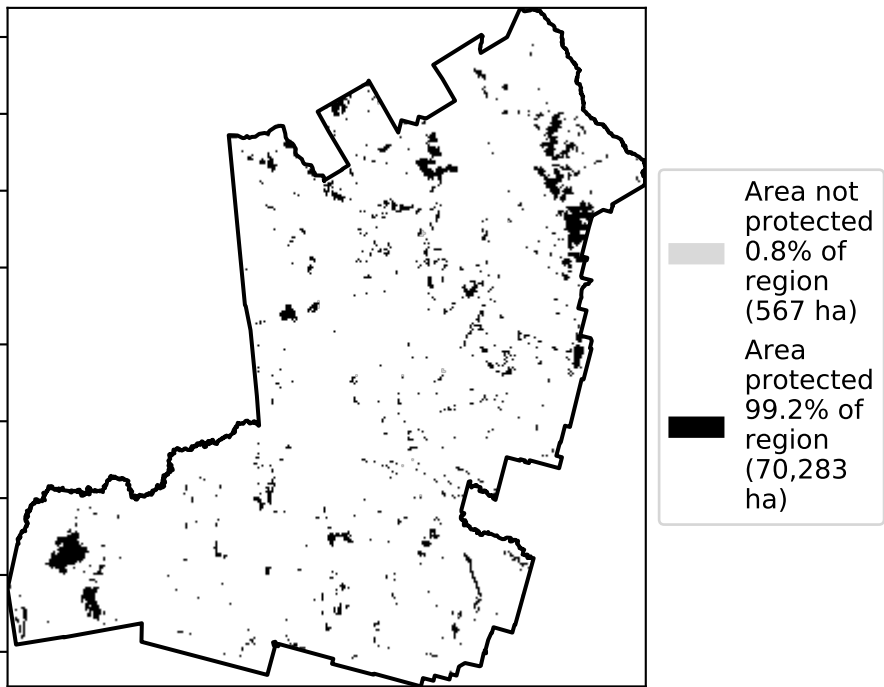 Area not
protected
0.8% of
region
(567 ha)
Area
protected
99.2% of
region
(70,283
ha)